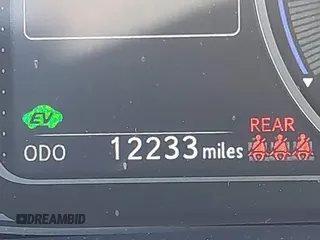 EV
REAR
ODO 12233 miles
DREAMBID